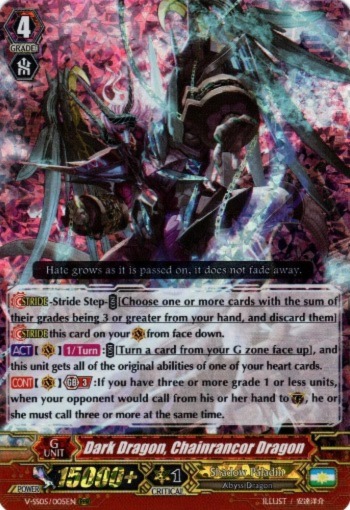 4
GRADE
Hate grows as it is passed on, it does not fade away.
STRIDE -Stride Step- [Choose one or more cards with the sum of
their grades being 3 or greater from your hand, and discard them]
STRIDE this card on your Ⓥ from face down.
ACT [Ⓥ] 1/Turn : [Turn a card from your G zone face up], and
this unit gets all of the original abilities of one of your heart cards.
CONT [Ⓥ] GB 3 : If you have three or more grade 1 or less units,
when your opponent would call from his or her hand to Ⓖ, he or
she must call three or more at the same time.
G
UNIT
Dark Dragon, Chainrancor Dragon
POWER
15000+
1
CRITICAL
Shadow Paladin
Abyss Dragon
V-SS05/005EN RRR
ILLUST / 安達洋介